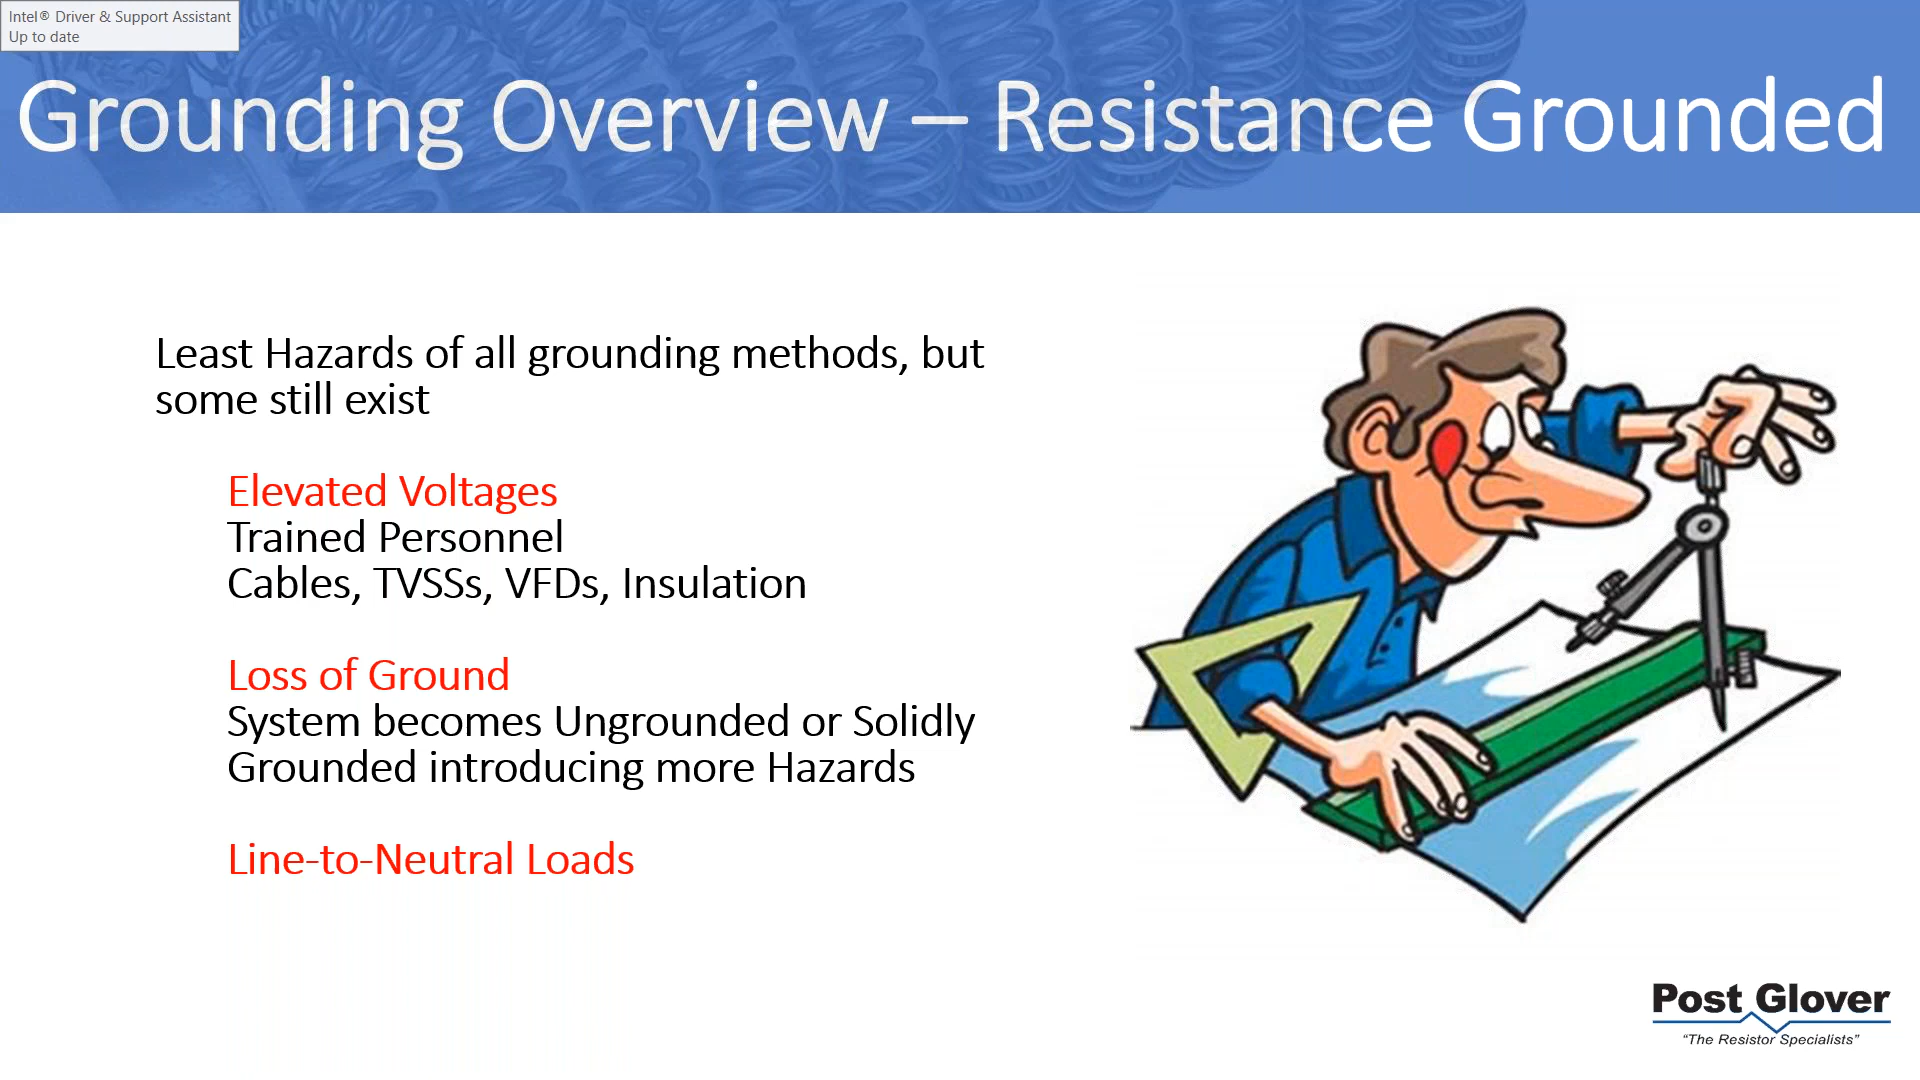 Intel® Driver & Support Assistant
Up to date
Grounding Overview – Resistance Grounded
Least Hazards of all grounding methods, but
some still exist
Elevated Voltages
Trained Personnel
Cables, TVSSs, VFDs, Insulation
Loss of Ground
System becomes Ungrounded or Solidly
Grounded introducing more Hazards
Line-to-Neutral Loads
Post Glover
“The Resistor Specialists”